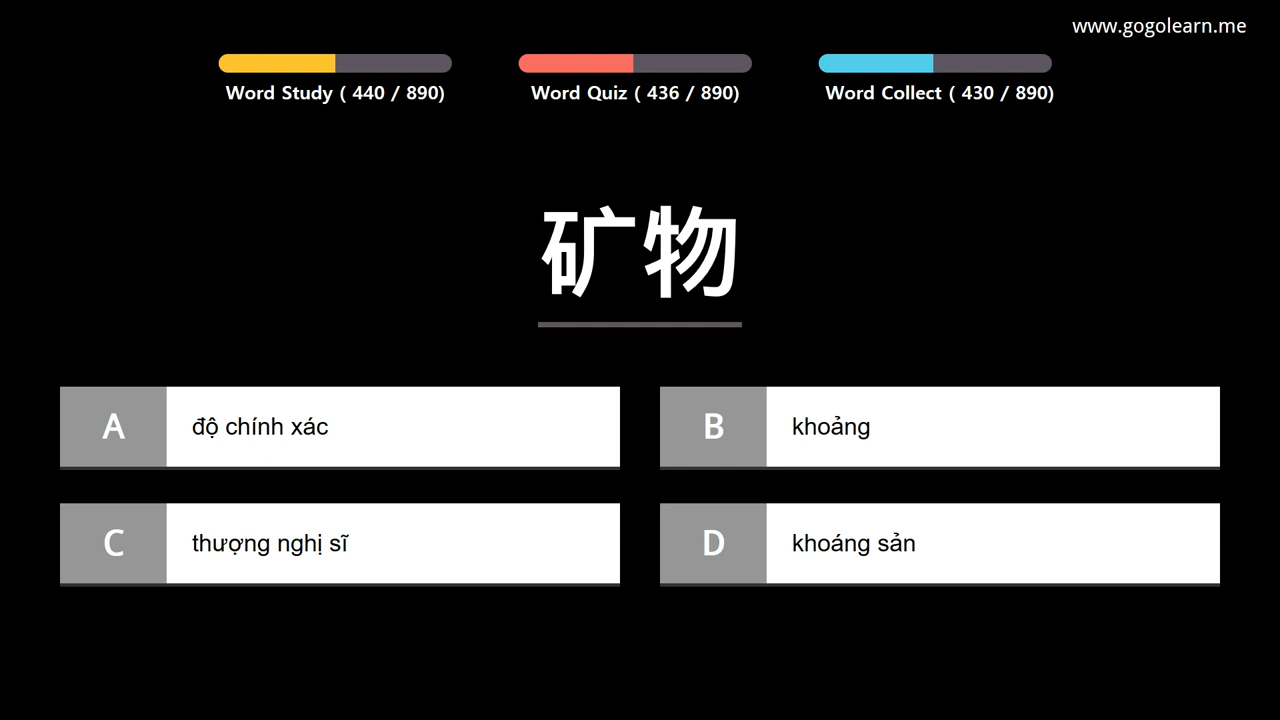 www.gogolearn.me
Word Study ( 440 / 890)
Word Quiz ( 436 / 890)
Word Collect ( 430 / 890)
矿物
A độ chính xác
B khoảng
C thượng nghị sĩ
D khoáng sản